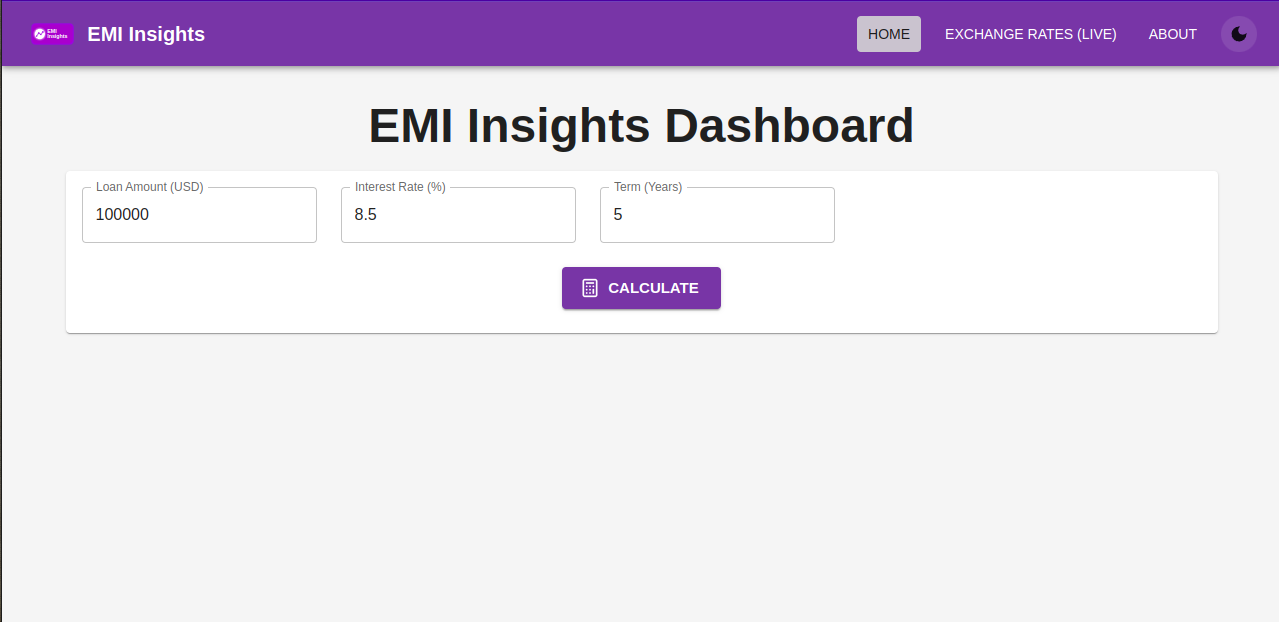 EMI
Insights
EMI Insights
HOME
EXCHANGE RATES (LIVE)
ABOUT
EMI Insights Dashboard
Loan Amount (USD)
100000
Interest Rate (%)
8.5
Term (Years)
5
CALCULATE